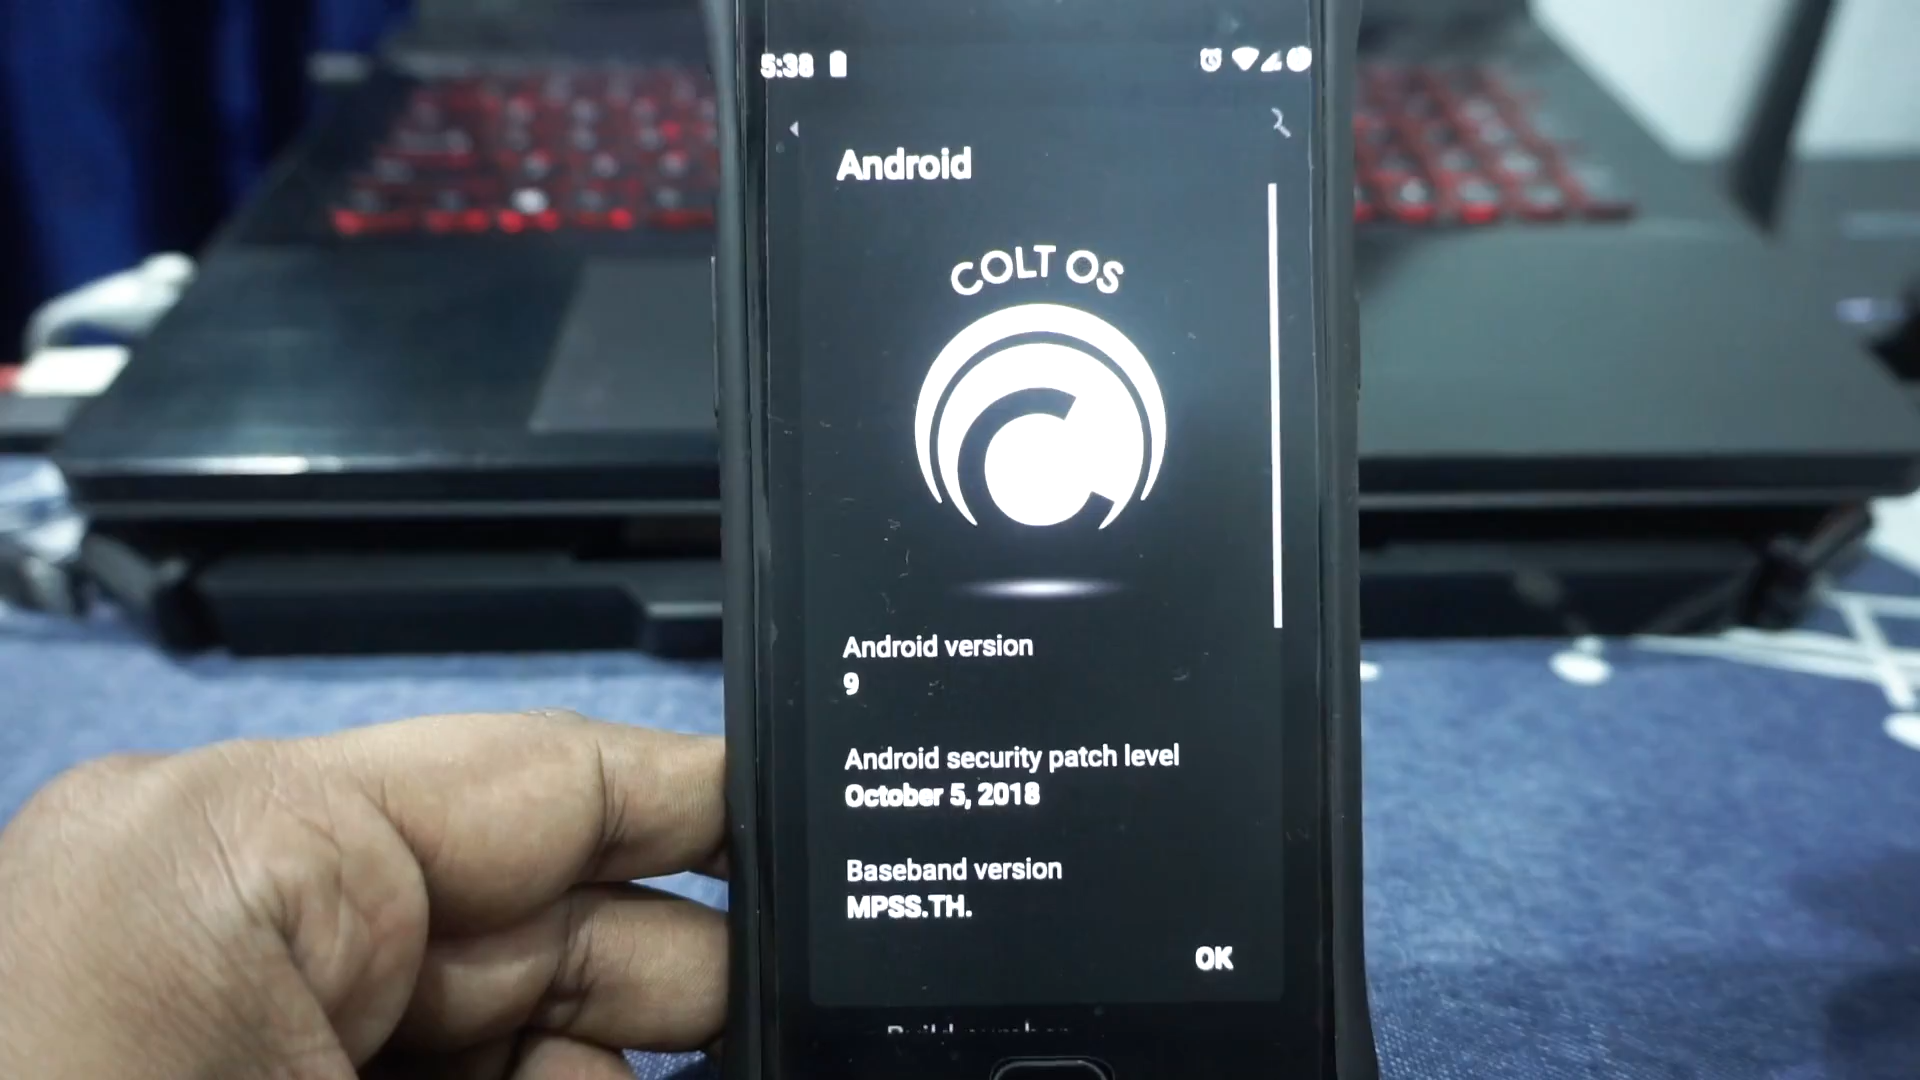 5:38
Android
COLT OS
Android version
9
Android security patch level
October 5, 2018
Baseband version
MPSS.TH.
OK